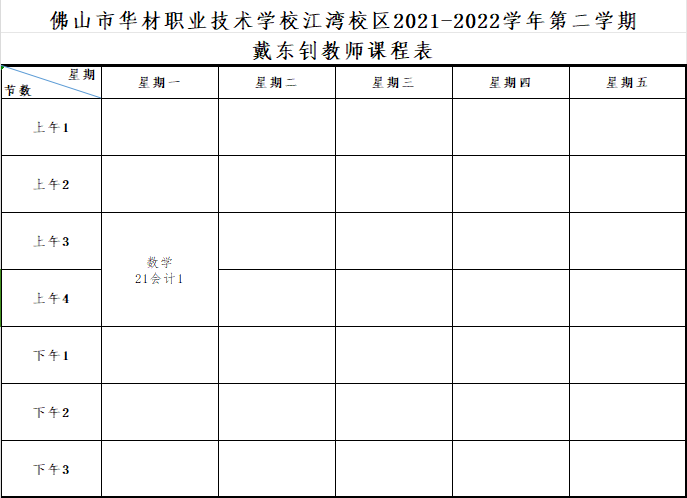 佛山市华材职业技术学校江湾校区2021-2022学年第二学期
戴东钊教师课程表
星期
节数
星期一 星期二 星期三 星期四 星期五
上午1
上午2
上午3
数学
21会计1
上午4
下午1
下午2
下午3